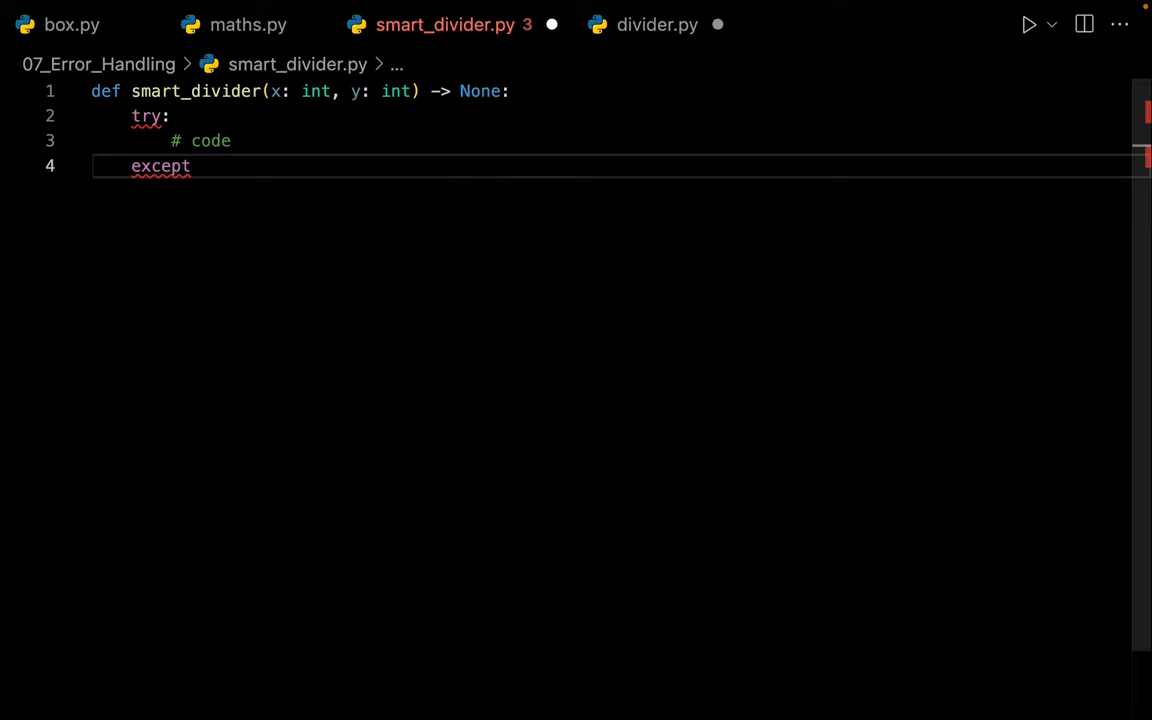 box.py maths.py smart_divider.py 3 divider.py
07_Error_Handling > smart_divider.py > ...
1 def smart_divider(x: int, y: int) -> None:
2 try:
3 # code
4 except